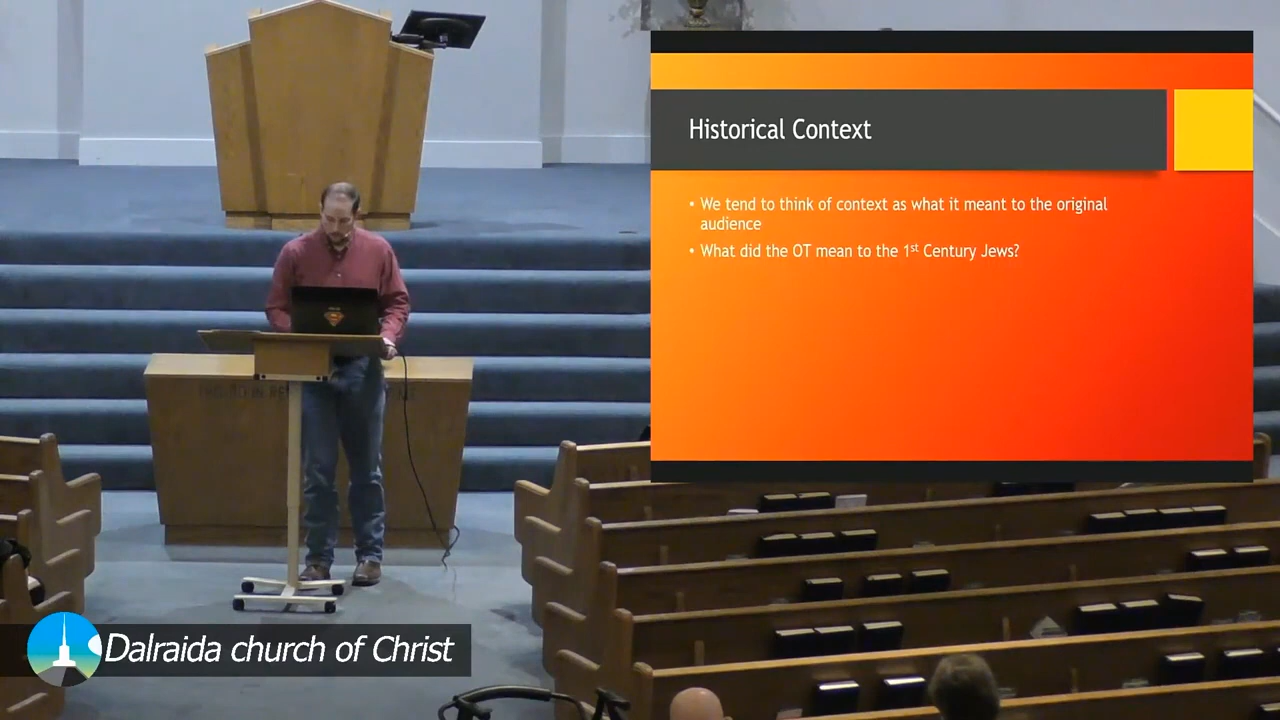 Historical Context
• We tend to think of context as what it meant to the original
audience
• What did the OT mean to the 1st Century Jews?
Dalraida church of Christ